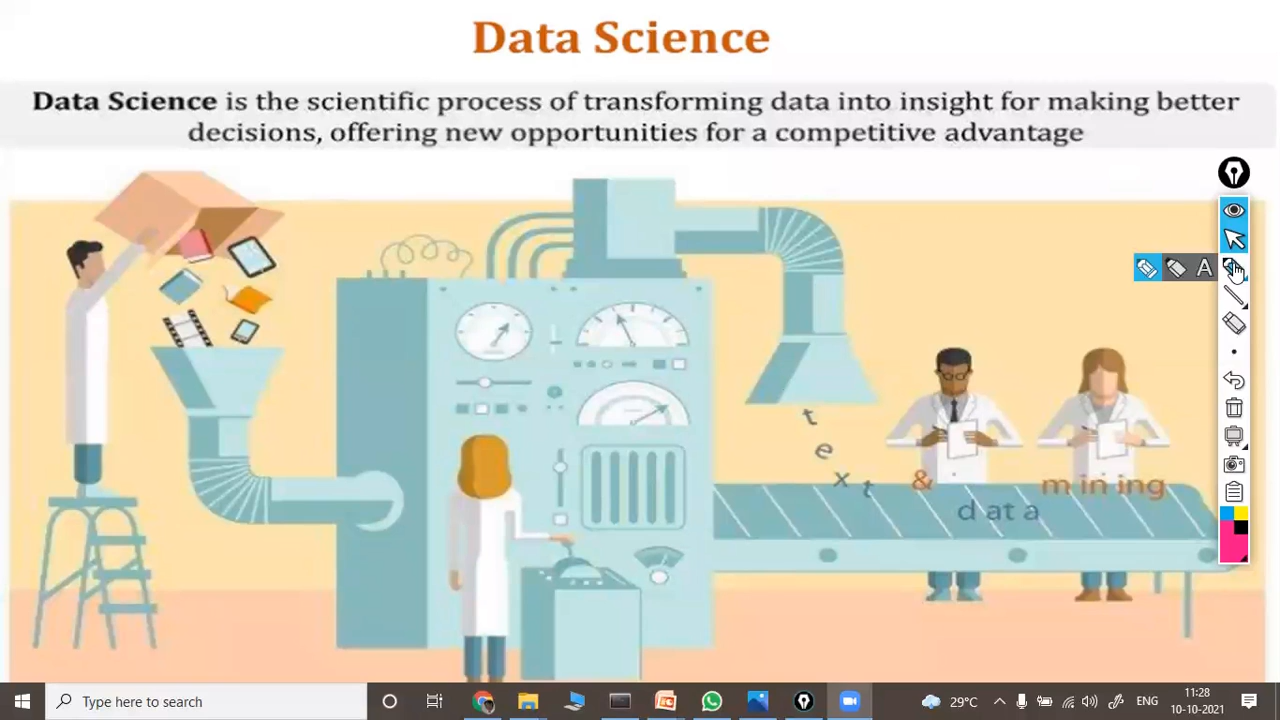 Data Science
Data Science is the scientific process of transforming data into insight for making better
decisions, offering new opportunities for a competitive advantage
A
t
e
x
t
& m in ing
d at a
Type here to search
29°C
ENG
11:28
10-10-2021